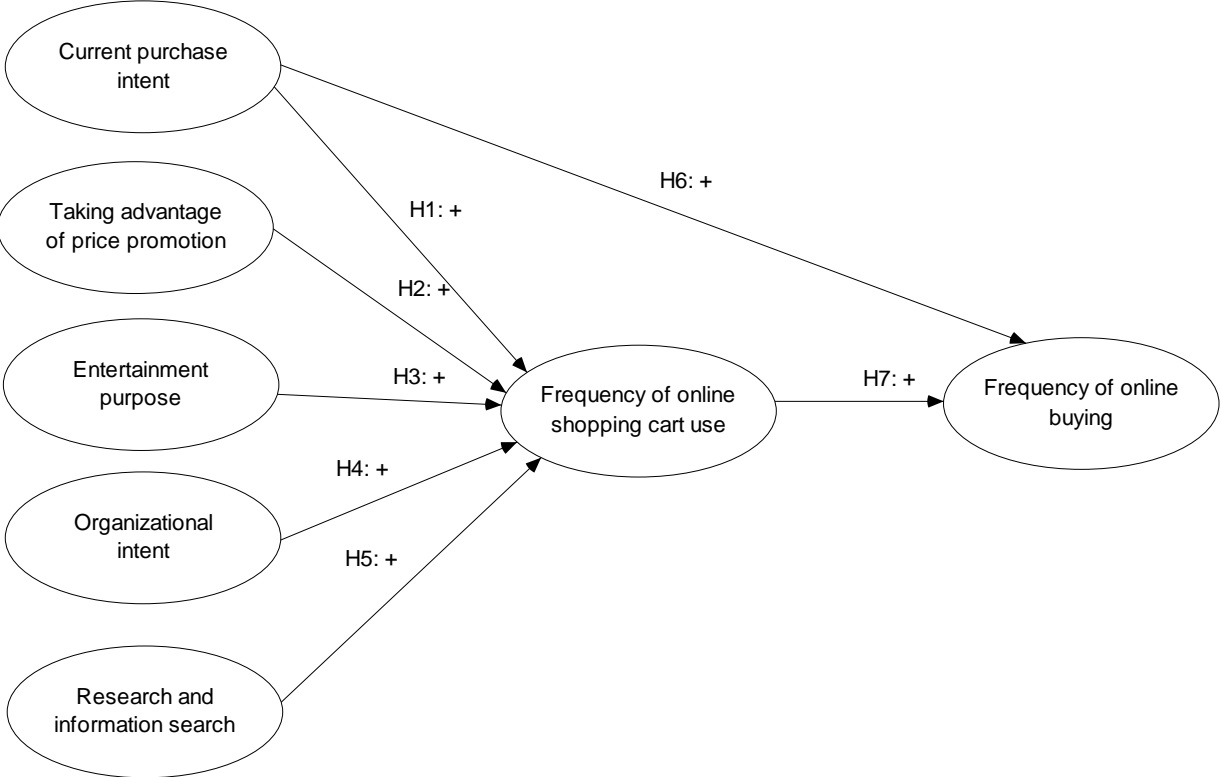 Current purchase
intent
H6: +
Taking advantage
of price promotion
H1: +
H2: +
Entertainment
purpose
H3: +
Frequency of online
shopping cart use
H7: +
Frequency of online
buying
H4: +
Organizational
intent
H5: +
Research and
information search